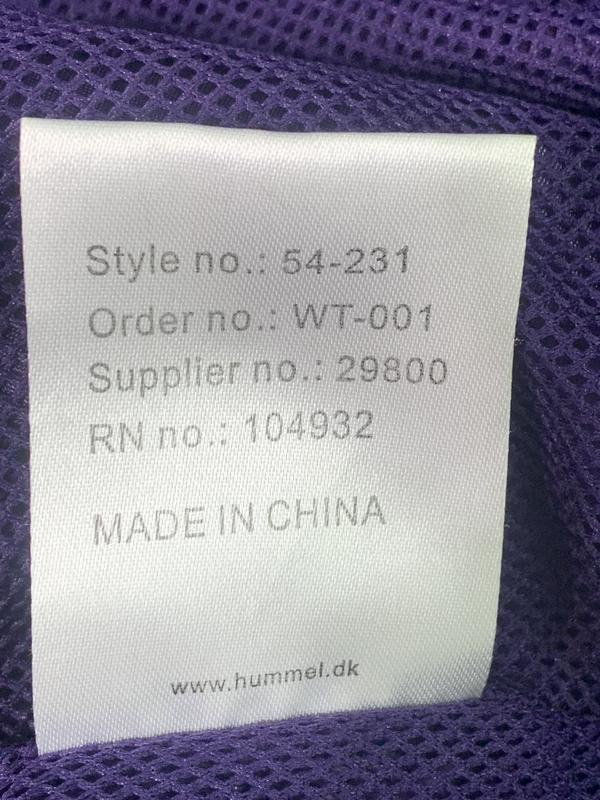 Style no.: 54-231
Order no.: WT-001
Supplier no.: 29800
RN no.: 104932
MADE IN CHINA
www.hummel.dk